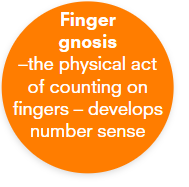 Finger
gnosis
—the physical act
of counting on
fingers — develops
number sense